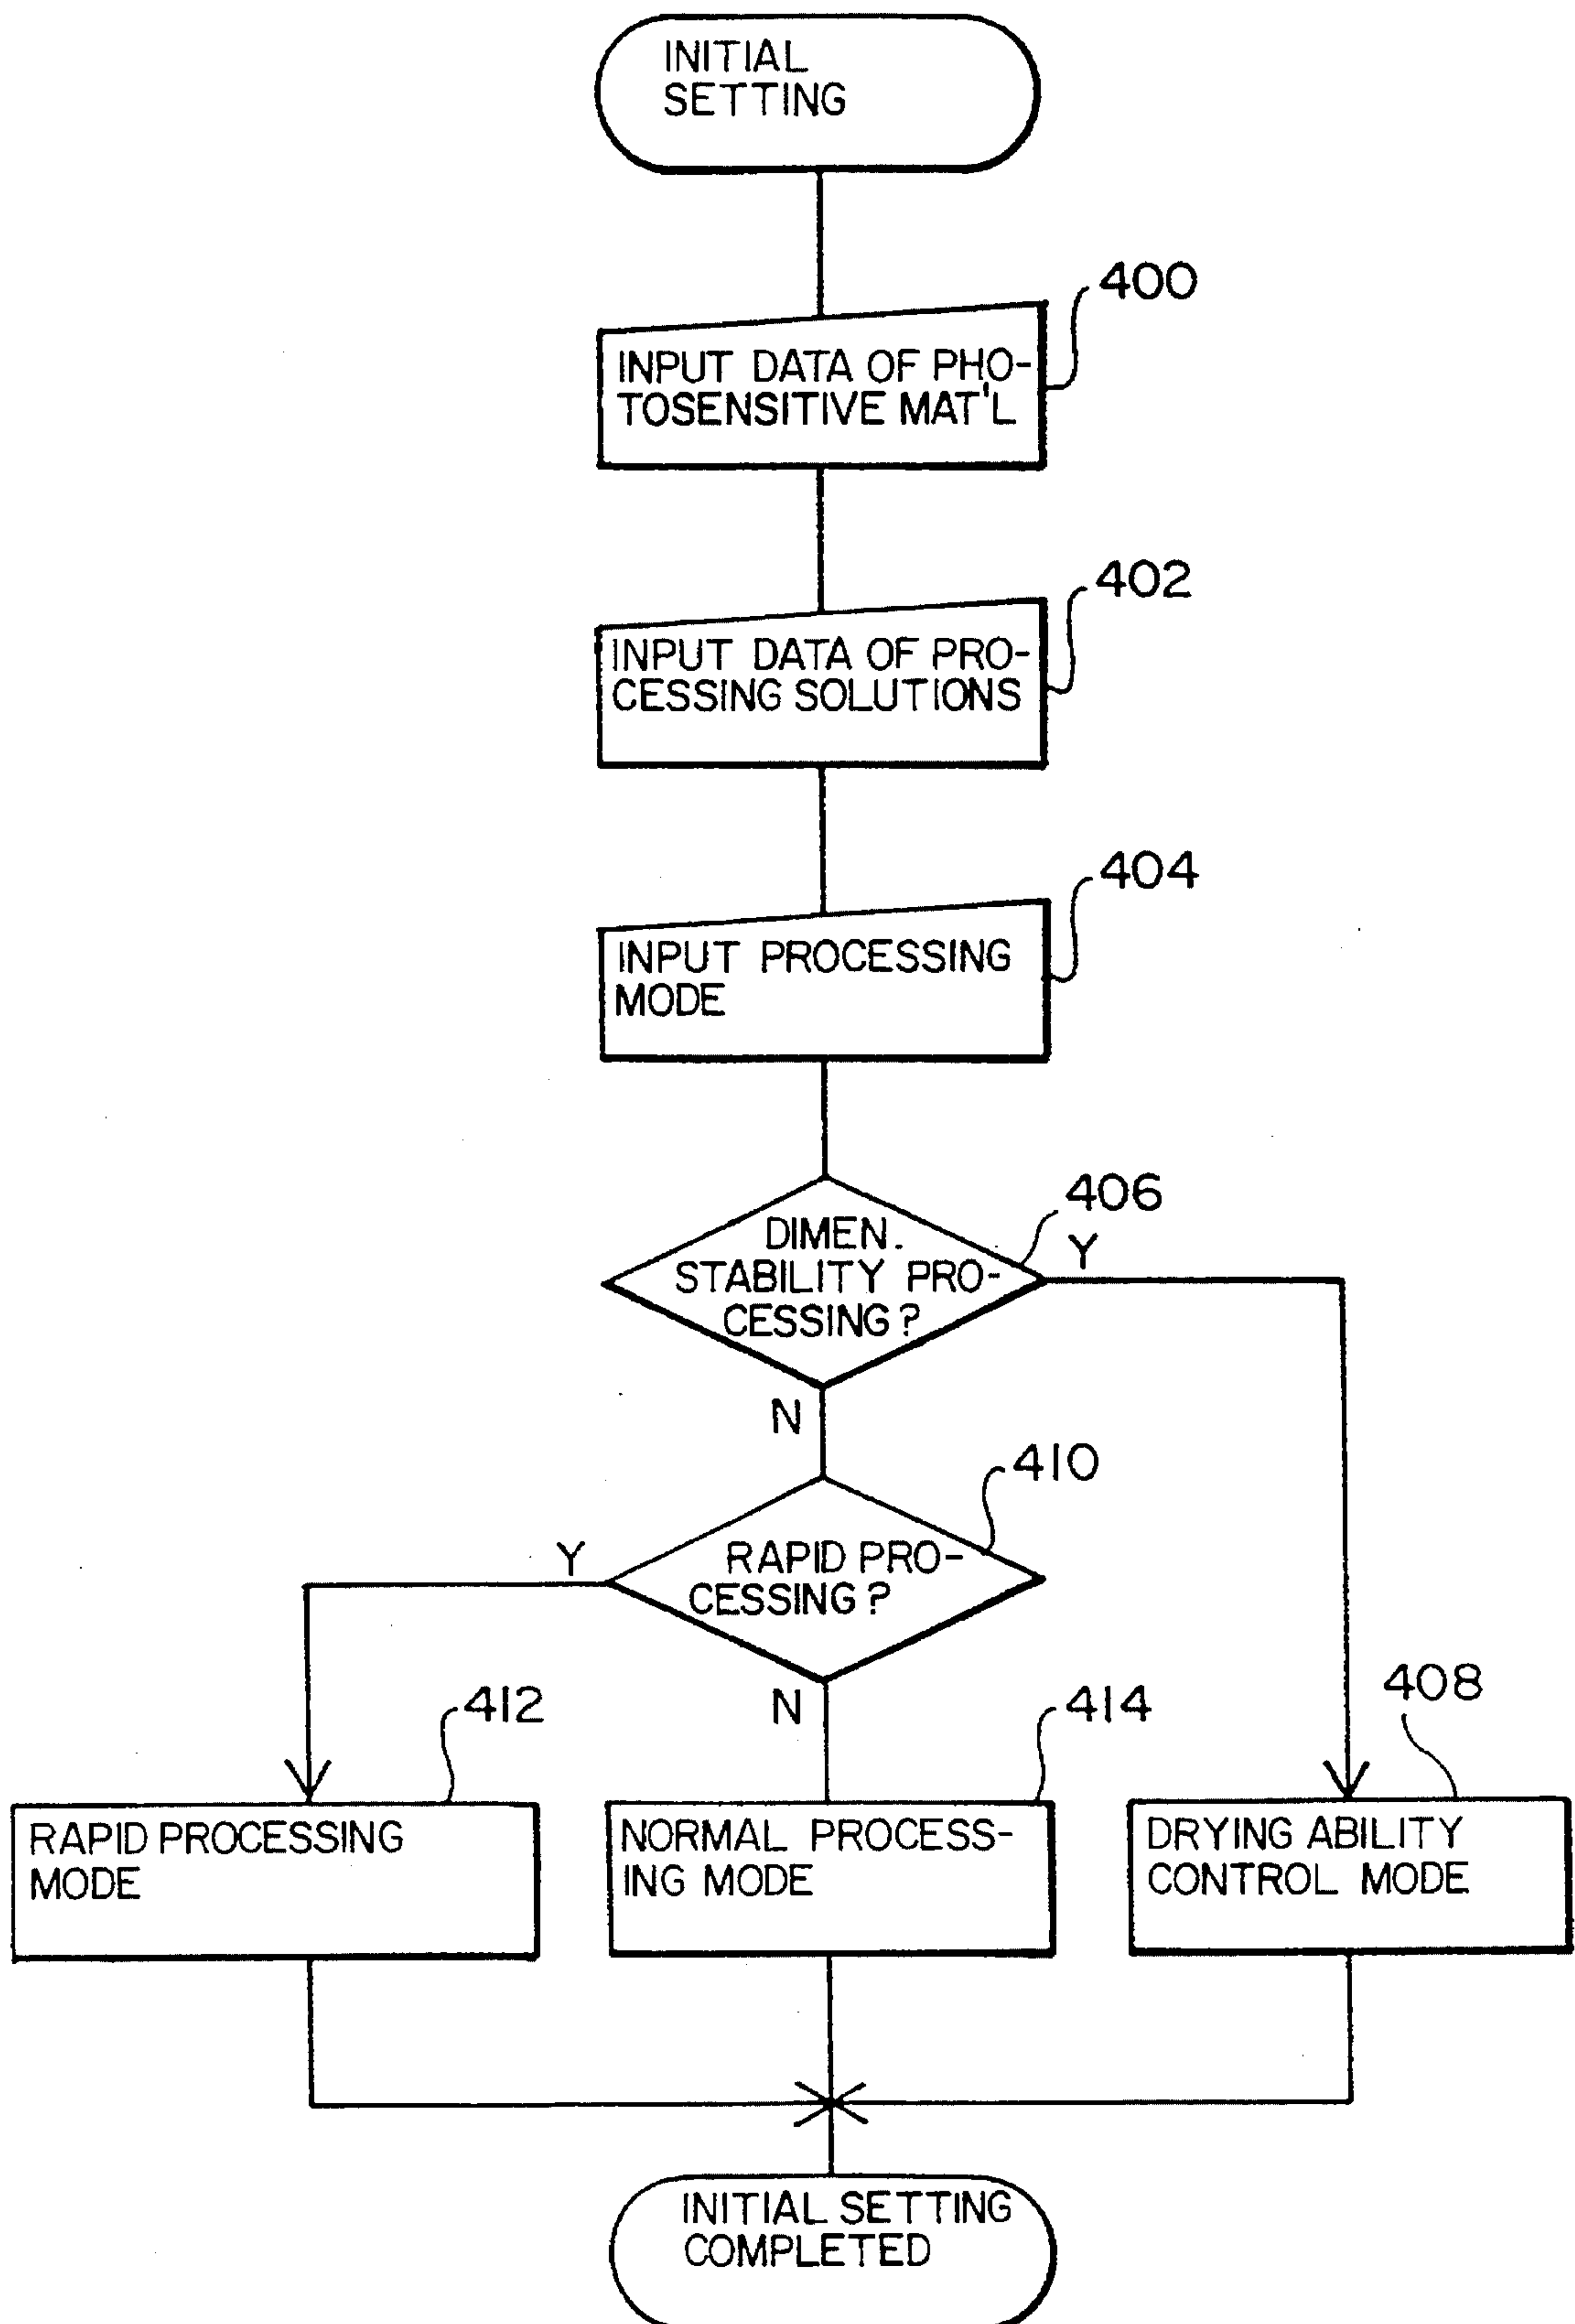 INITIAL
SETTING
400
INPUT DATA OF PHO-
TOSENSITIVE MAT'L
402
INPUT DATA OF PRO-
CESSING SOLUTIONS
404
INPUT PROCESSING
MODE
406
DIMEN.
STABILITY PRO-
CESSING?
Y
N
410
RAPID PRO-
CESSING?
Y
N
412
RAPID PROCESSING
MODE
414
NORMAL PROCESS-
ING MODE
408
DRYING ABILITY
CONTROL MODE
INITIAL SETTING
COMPLETED